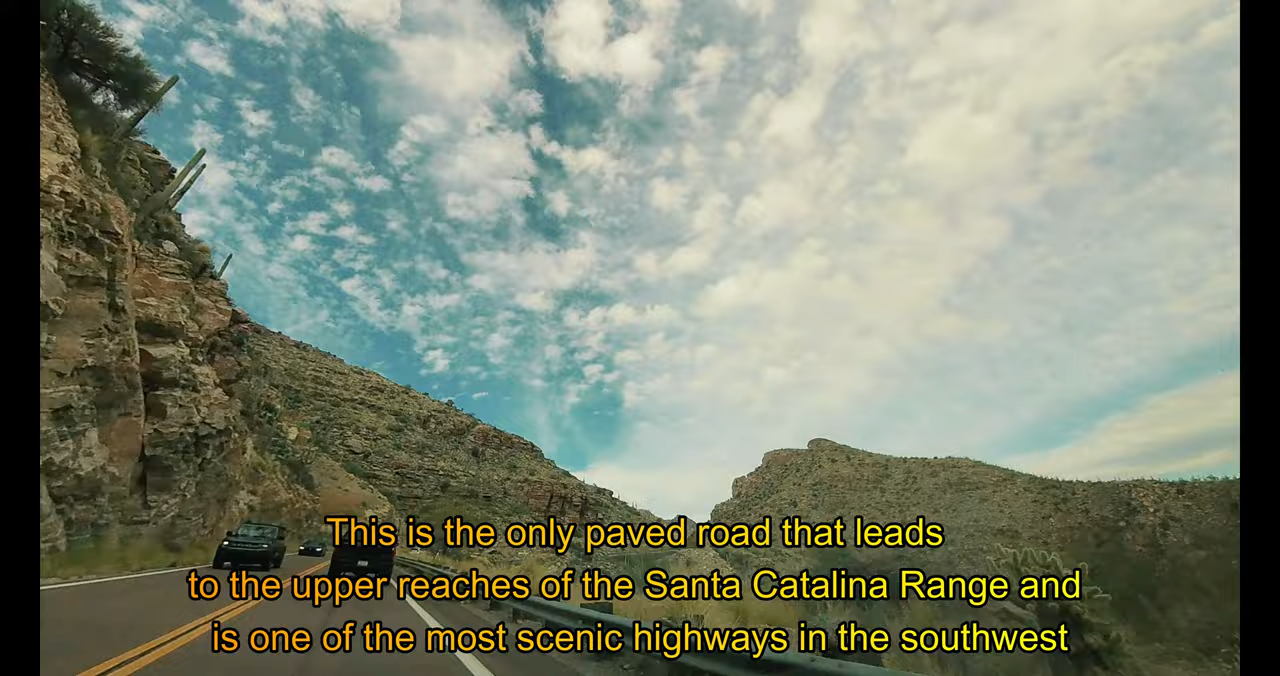 This is the only paved road that leads
to the upper reaches of the Santa Catalina Range and
is one of the most scenic highways in the southwest